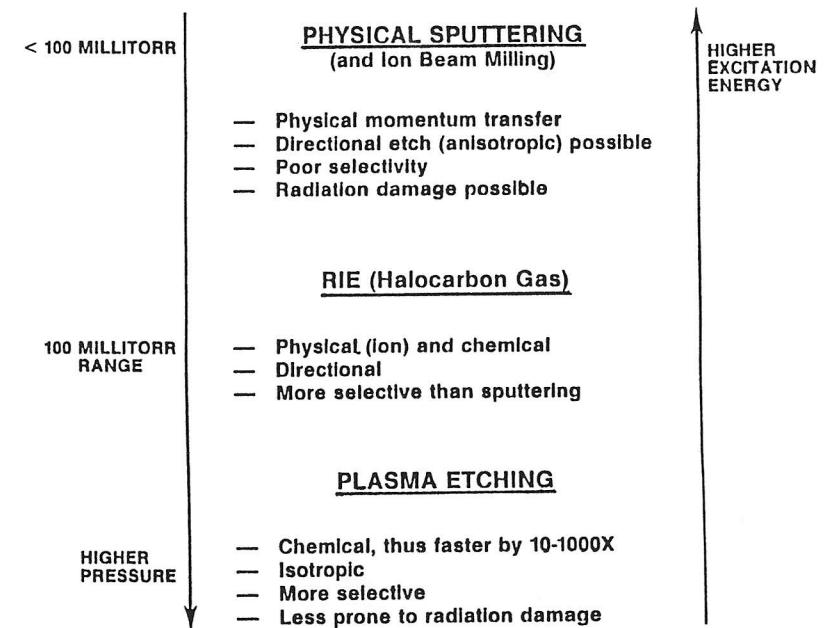 < 100 MILLITORR
PHYSICAL SPUTTERING
(and Ion Beam Milling)
HIGHER
EXCITATION
ENERGY
— Physical momentum transfer
— Directional etch (anisotropic) possible
— Poor selectivity
— Radiation damage possible
RIE (Halocarbon Gas)
100 MILLITORR
RANGE
— Physical (ion) and chemical
— Directional
— More selective than sputtering
PLASMA ETCHING
HIGHER
PRESSURE
— Chemical, thus faster by 10-1000X
— Isotropic
— More selective
— Less prone to radiation damage